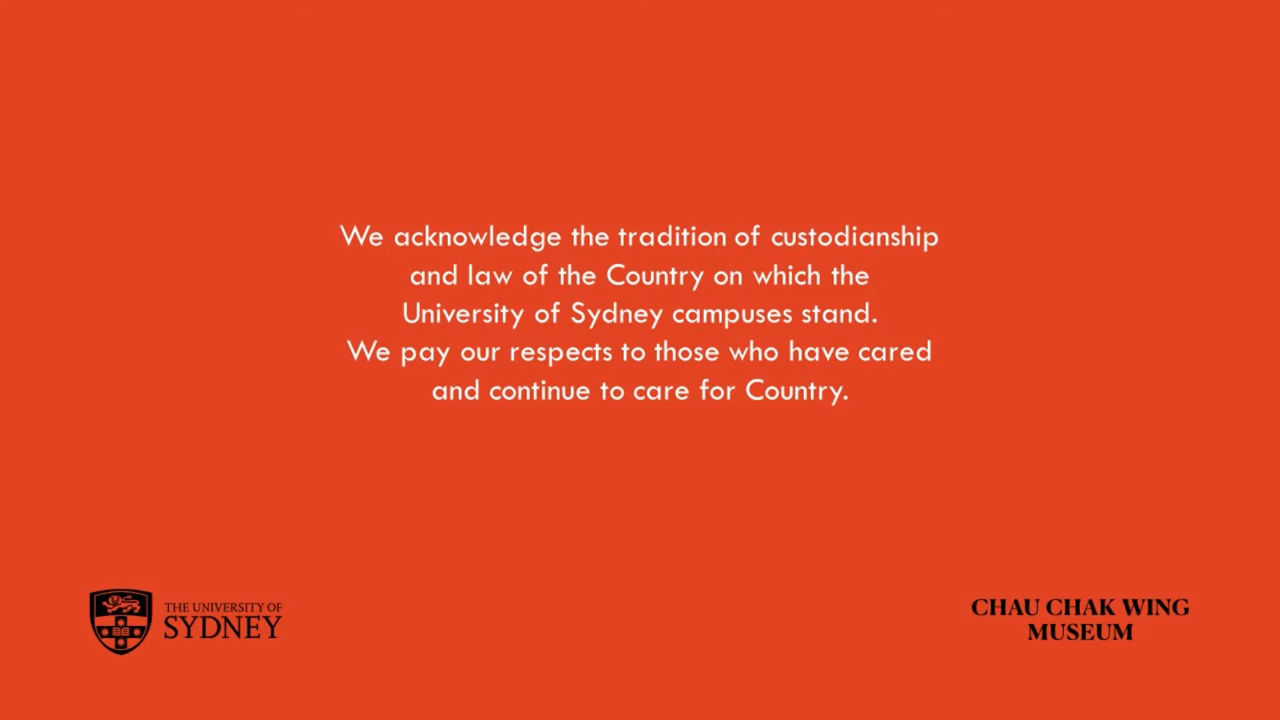 We acknowledge the tradition of custodianship
and law of the Country on which the
University of Sydney campuses stand.
We pay our respects to those who have cared
and continue to care for Country.
THE UNIVERSITY OF
SYDNEY
CHAU CHAK WING
MUSEUM